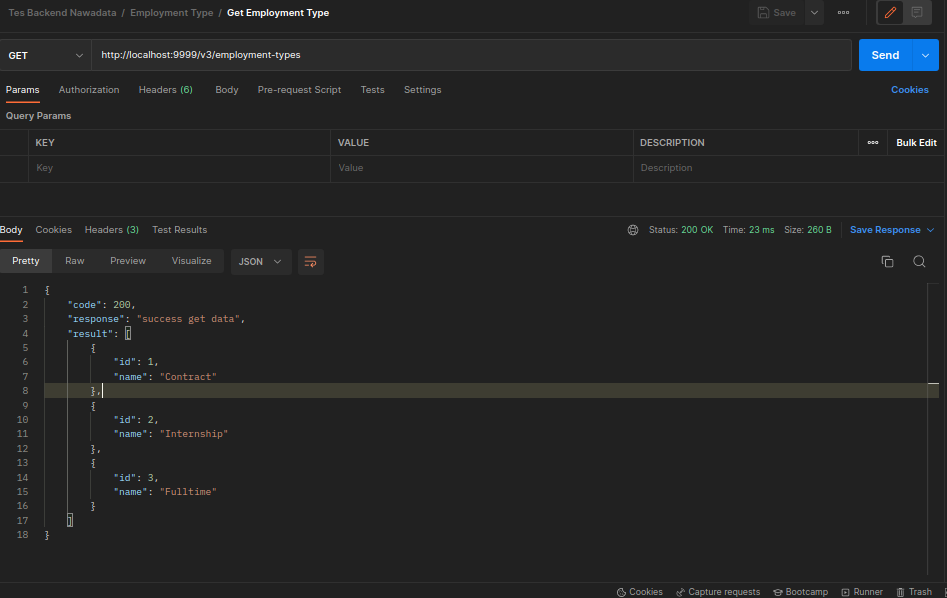 Tes Backend Nawadata / Employment Type / Get Employment Type
Save
GET http://localhost:9999/v3/employment-types Send
Params Authorization Headers (6) Body Pre-request Script Tests Settings Cookies
Query Params
KEY VALUE DESCRIPTION Bulk Edit
Key Value Description
Body Cookies Headers (3) Test Results Status: 200 OK Time: 23 ms Size: 260 B Save Response
Pretty Raw Preview Visualize JSON
1 {
2 "code": 200,
3 "response": "success get data",
4 "result": [
5 {
6 "id": 1,
7 "name": "Contract"
8 },
9 {
10 "id": 2,
11 "name": "Internship"
12 },
13 {
14 "id": 3,
15 "name": "Fulltime"
16 }
17 ]
18 }
Cookies Capture requests Bootcamp Runner Trash